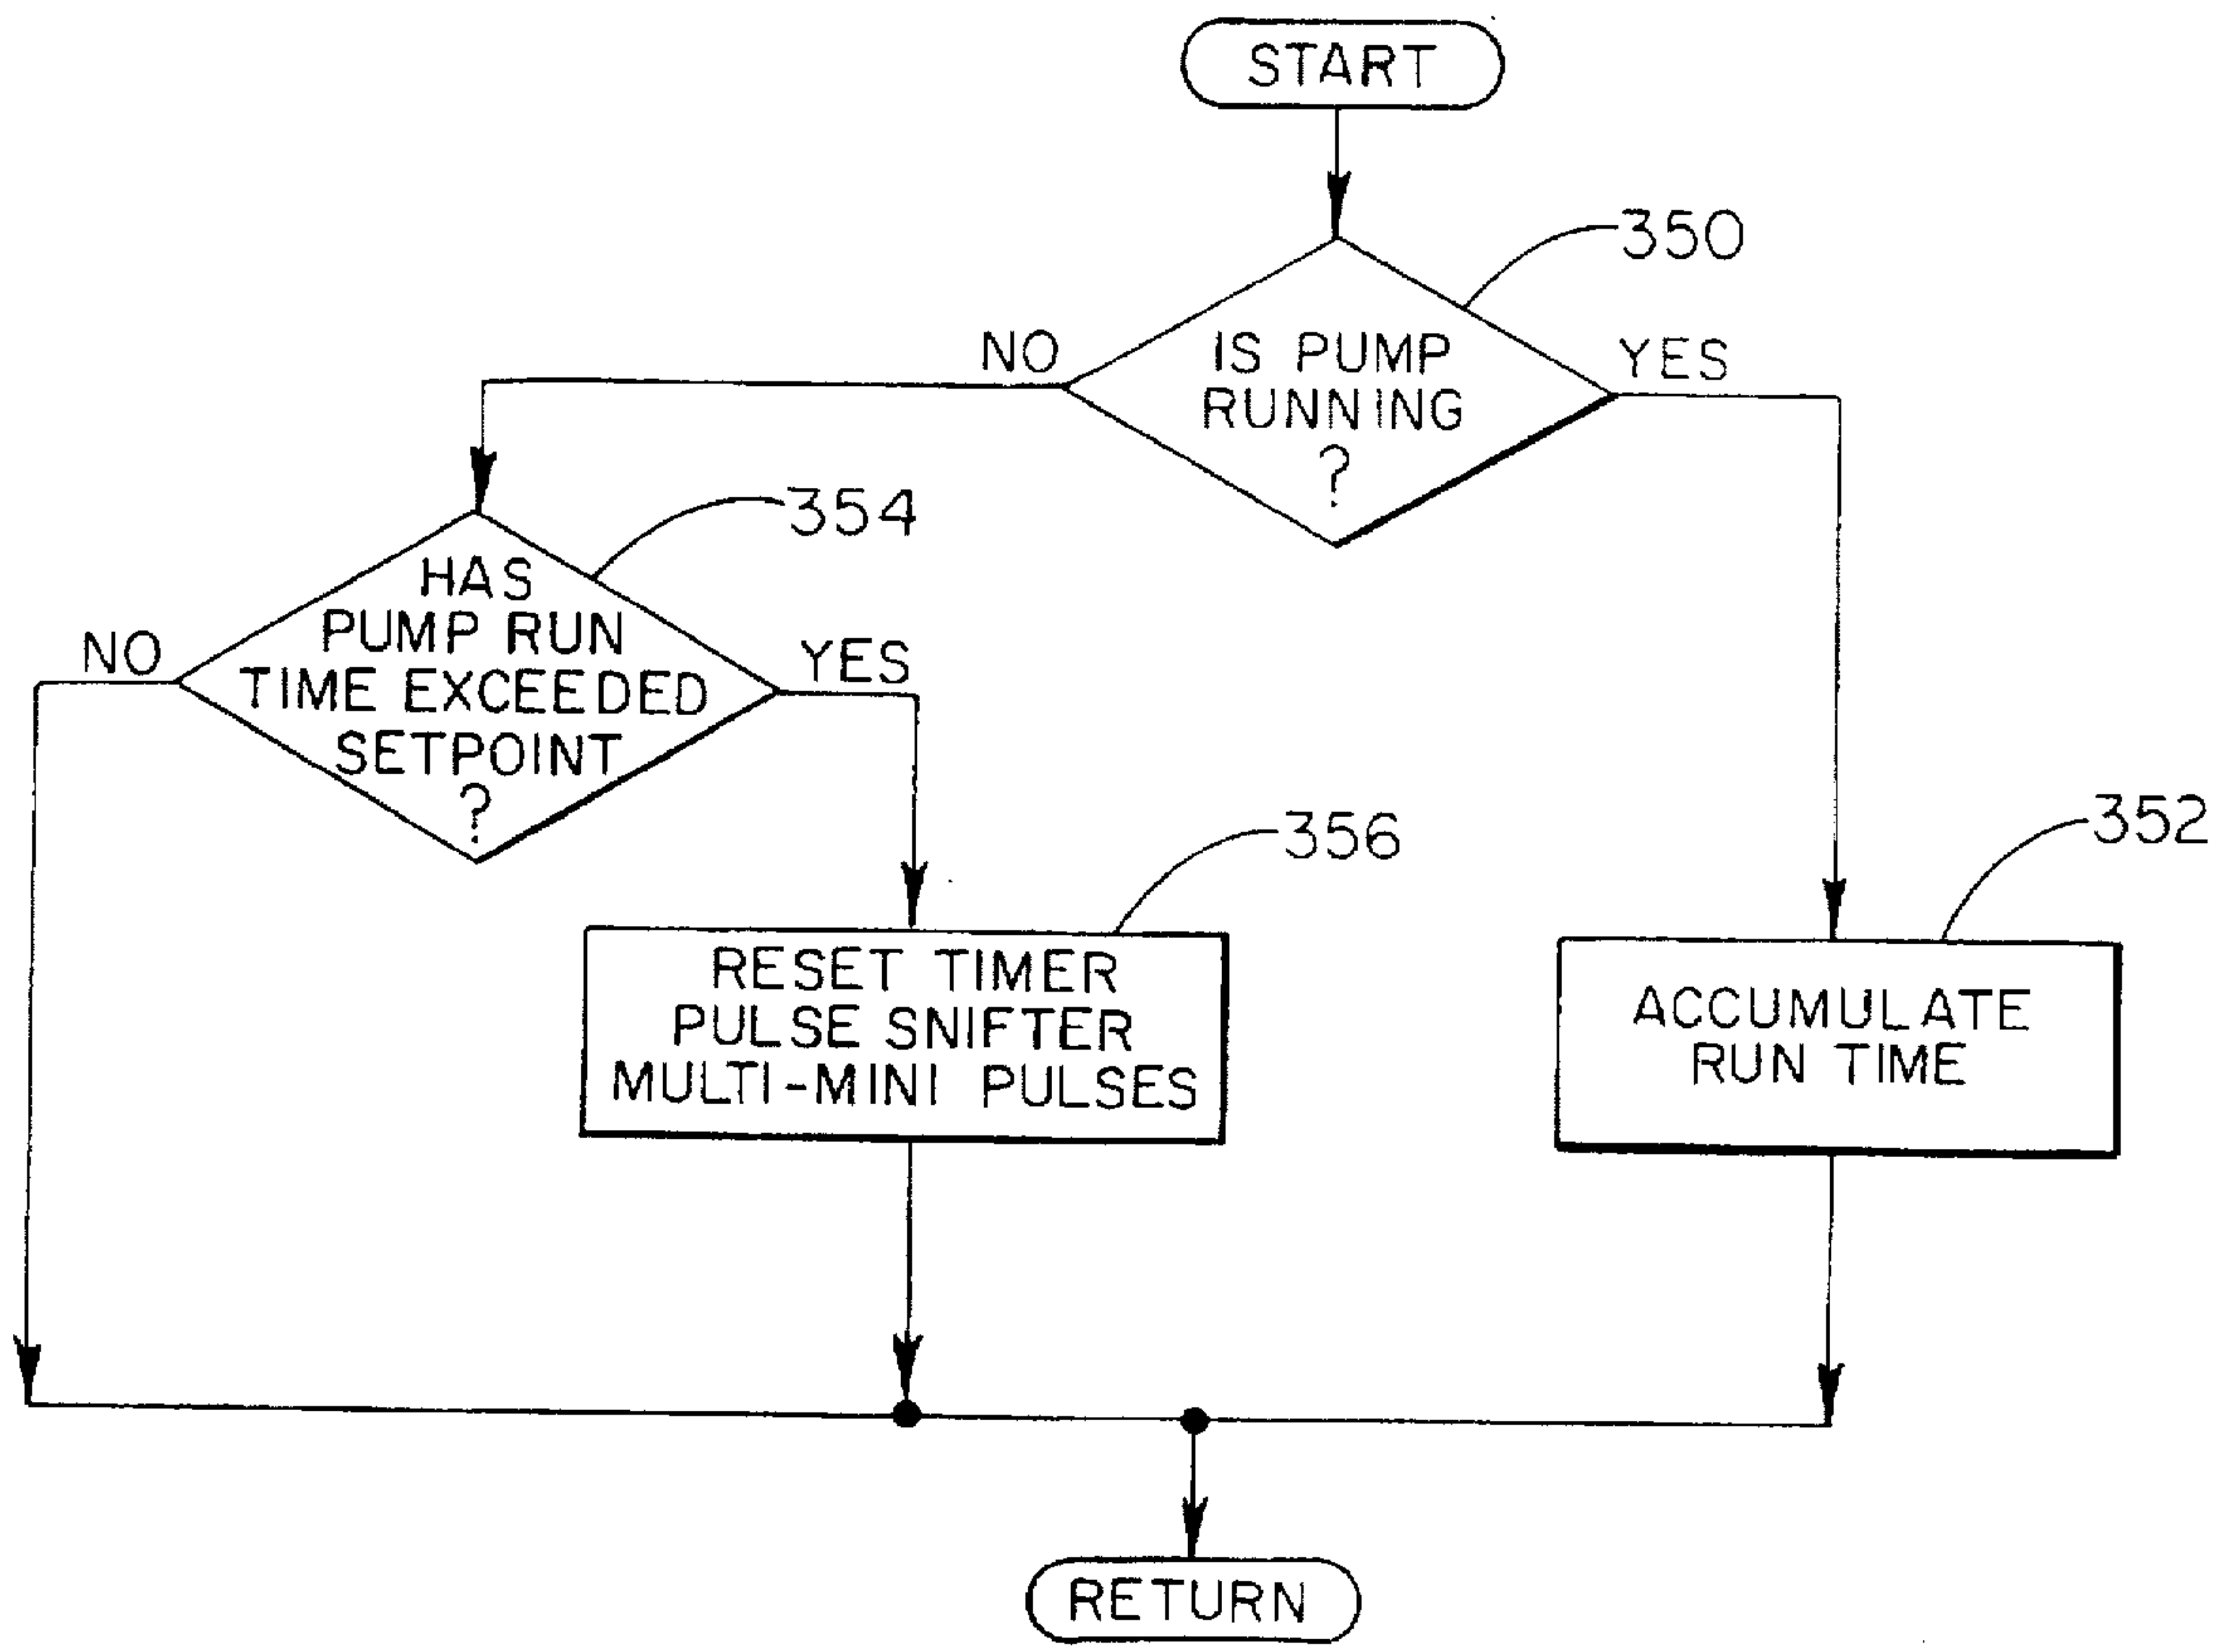 START
350
NO
IS PUMP
RUNNING
?
YES
354
HAS
PUMP RUN
TIME EXCEEDED
SETPOINT
?
NO
YES
356
352
RESET TIMER
PULSE SNIFTER
MULTI-MINI PULSES
ACCUMULATE
RUN TIME
RETURN